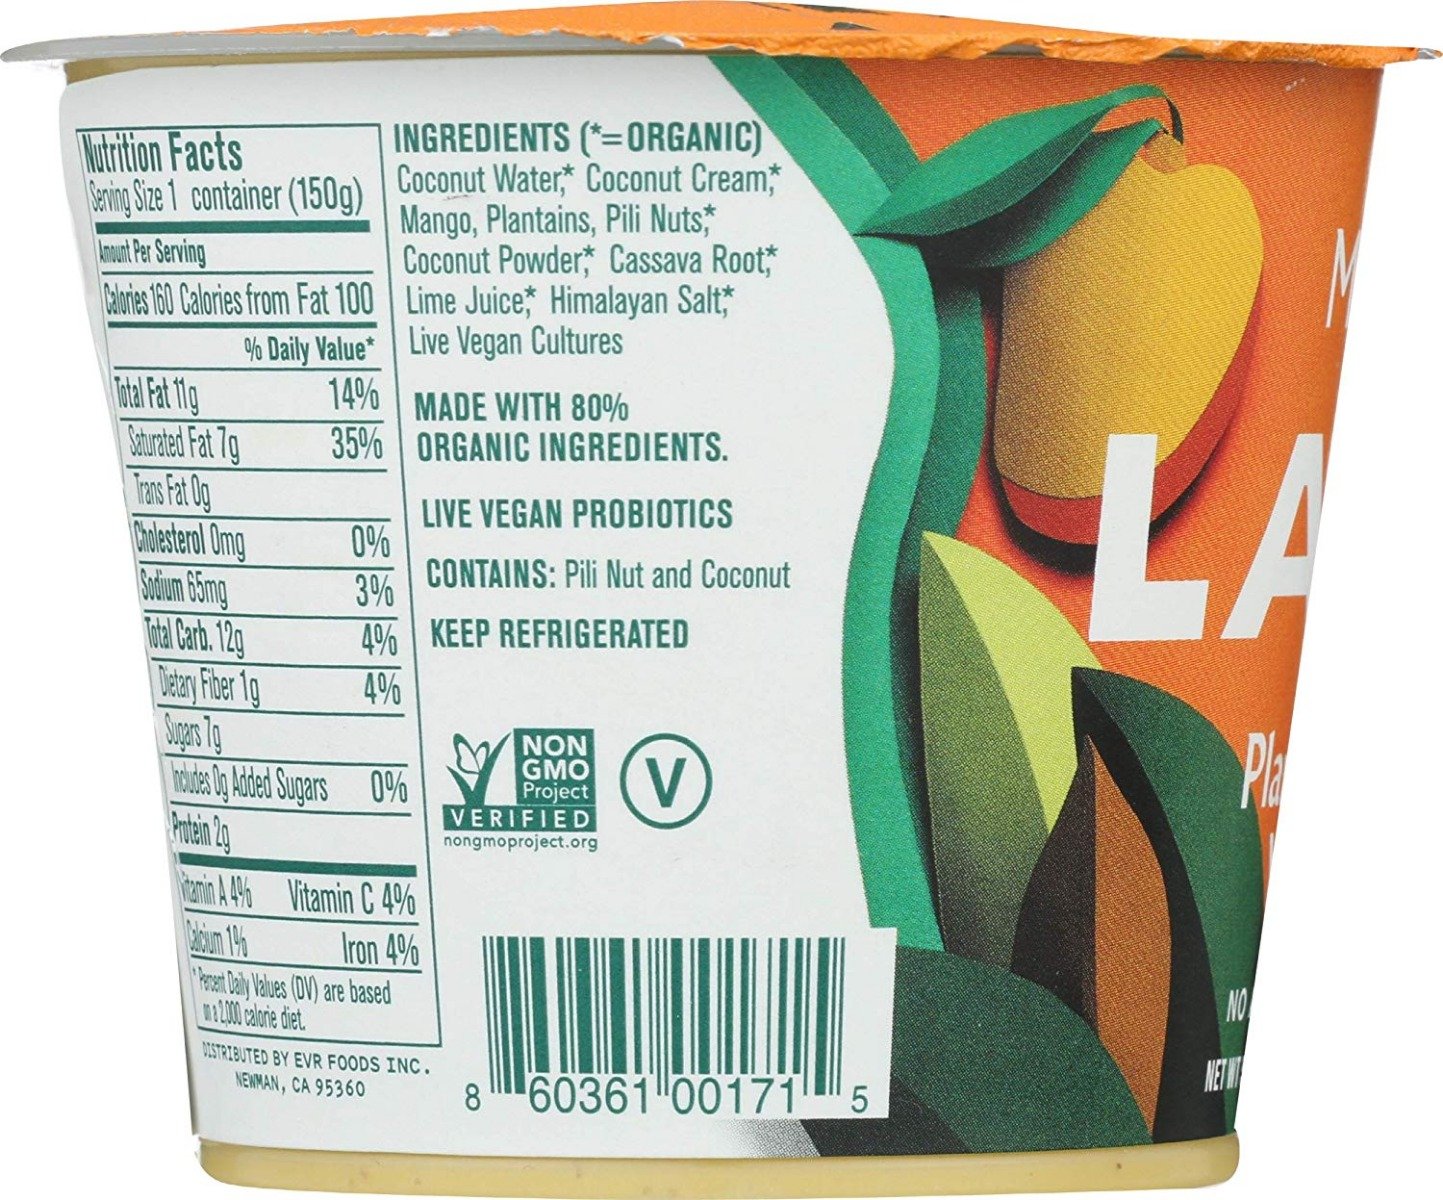 Nutrition Facts
Serving Size 1 container (150g)
Amount Per Serving
Calories 160 Calories from Fat 100
% Daily Value*
Total Fat 11g 14%
Saturated Fat 7g 35%
Trans Fat 0g
Cholesterol 0mg 0%
Sodium 65mg 3%
Total Carb. 12g 4%
Dietary Fiber 1g 4%
Sugars 7g
Includes 0g Added Sugars 0%
Protein 2g
Vitamin A 4% Vitamin C 4%
Calcium 1% Iron 4%
* Percent Daily Values (DV) are based
on a 2,000 calorie diet.
DISTRIBUTED BY EVR FOODS INC.
NEWMAN, CA 95360
INGREDIENTS (*=ORGANIC)
Coconut Water,* Coconut Cream,*
Mango, Plantains, Pili Nuts,*
Coconut Powder,* Cassava Root,*
Lime Juice,* Himalayan Salt,*
Live Vegan Cultures
MADE WITH 80%
ORGANIC INGREDIENTS.
LIVE VEGAN PROBIOTICS
CONTAINS: Pili Nut and Coconut
KEEP REFRIGERATED
NON
GMO
Project
VERIFIED
nongmoproject.org
V
8 60361 00171 5
M
LA
Pla
NO
NET WT